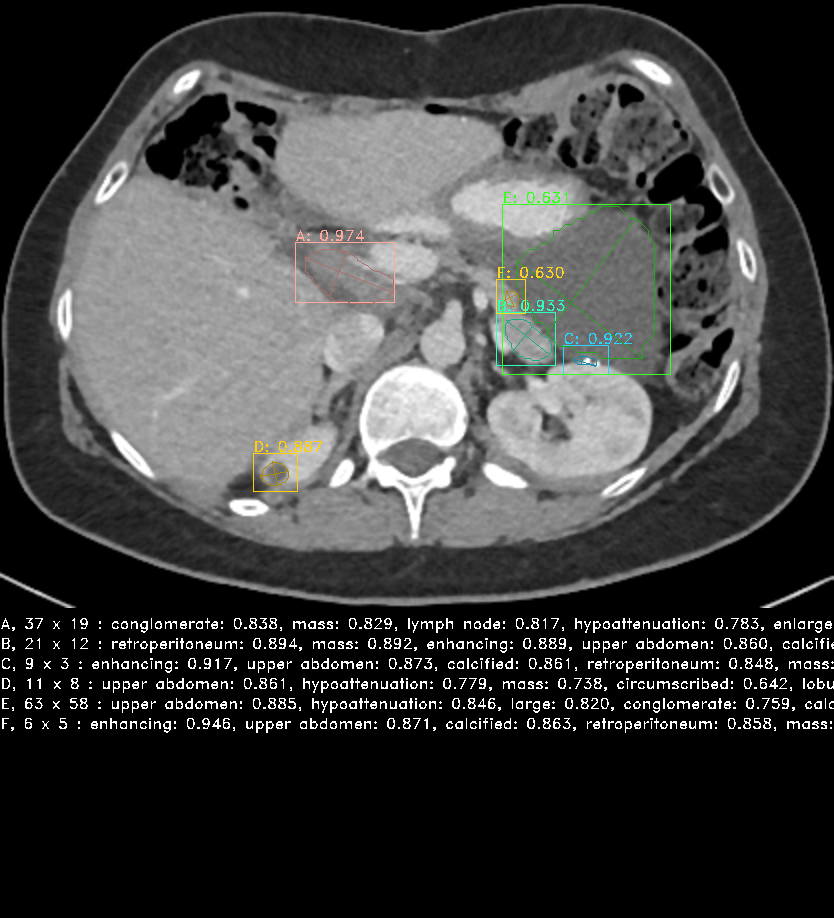 E: 0.531
A: 0.974
F: 0.630
0.933
C: 0.922
D: 0.887
A, 37 x 19 : conglomerate: 0.838, mass: 0.829, lymph node: 0.817, hypoattenuation: 0.783, enlarge
B, 21 x 12 : retroperitoneum: 0.894, mass: 0.892, enhancing: 0.889, upper abdomen: 0.860, calcifi
C, 9 x 3 : enhancing: 0.917, upper abdomen: 0.873, calcified: 0.861, retroperitoneum: 0.848, mass:
D, 11 x 8 : upper abdomen: 0.861, hypoattenuation: 0.779, mass: 0.738, circumscribed: 0.642, lobu
E, 63 x 58 : upper abdomen: 0.885, hypoattenuation: 0.846, large: 0.820, conglomerate: 0.759, calc
F, 6 x 5 : enhancing: 0.946, upper abdomen: 0.871, calcified: 0.863, retroperitoneum: 0.858, mass: